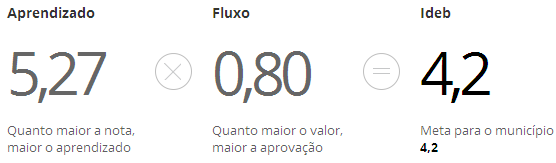 Aprendizado
5,27
Quanto maior a nota,
maior o aprendizado
×
Fluxo
0,80
Quanto maior o valor,
maior a aprovação
=
Ideb
4,2
Meta para o município
4,2